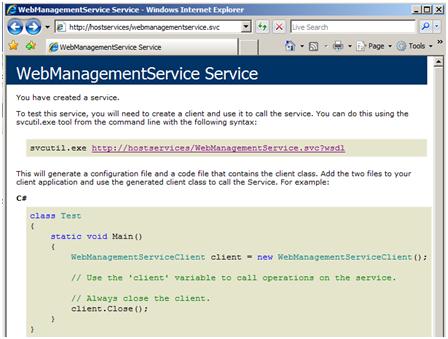 WebManagementService Service - Windows Internet Explorer
http://hostservices/webmanagementservice.svc
Live Search
WebManagementService Service
Page
Tools
WebManagementService Service
You have created a service.
To test this service, you will need to create a client and use it to call the service. You can do this using the
svcutil.exe tool from the command line with the following syntax:
svcutil.exe http://hostservices/WebManagementService.svc?wsdl
This will generate a configuration file and a code file that contains the client class. Add the two files to your
client application and use the generated client class to call the Service. For example:
C#
class Test
{
static void Main()
{
WebManagementServiceClient client = new WebManagementServiceClient();
// Use the 'client' variable to call operations on the service.
// Always close the client.
client.Close();
}
}